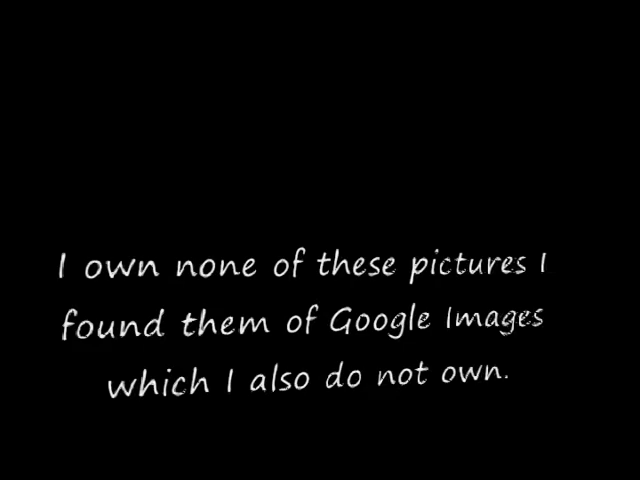 I own none of these pictures I
found them of Google Images
which I also do not own.